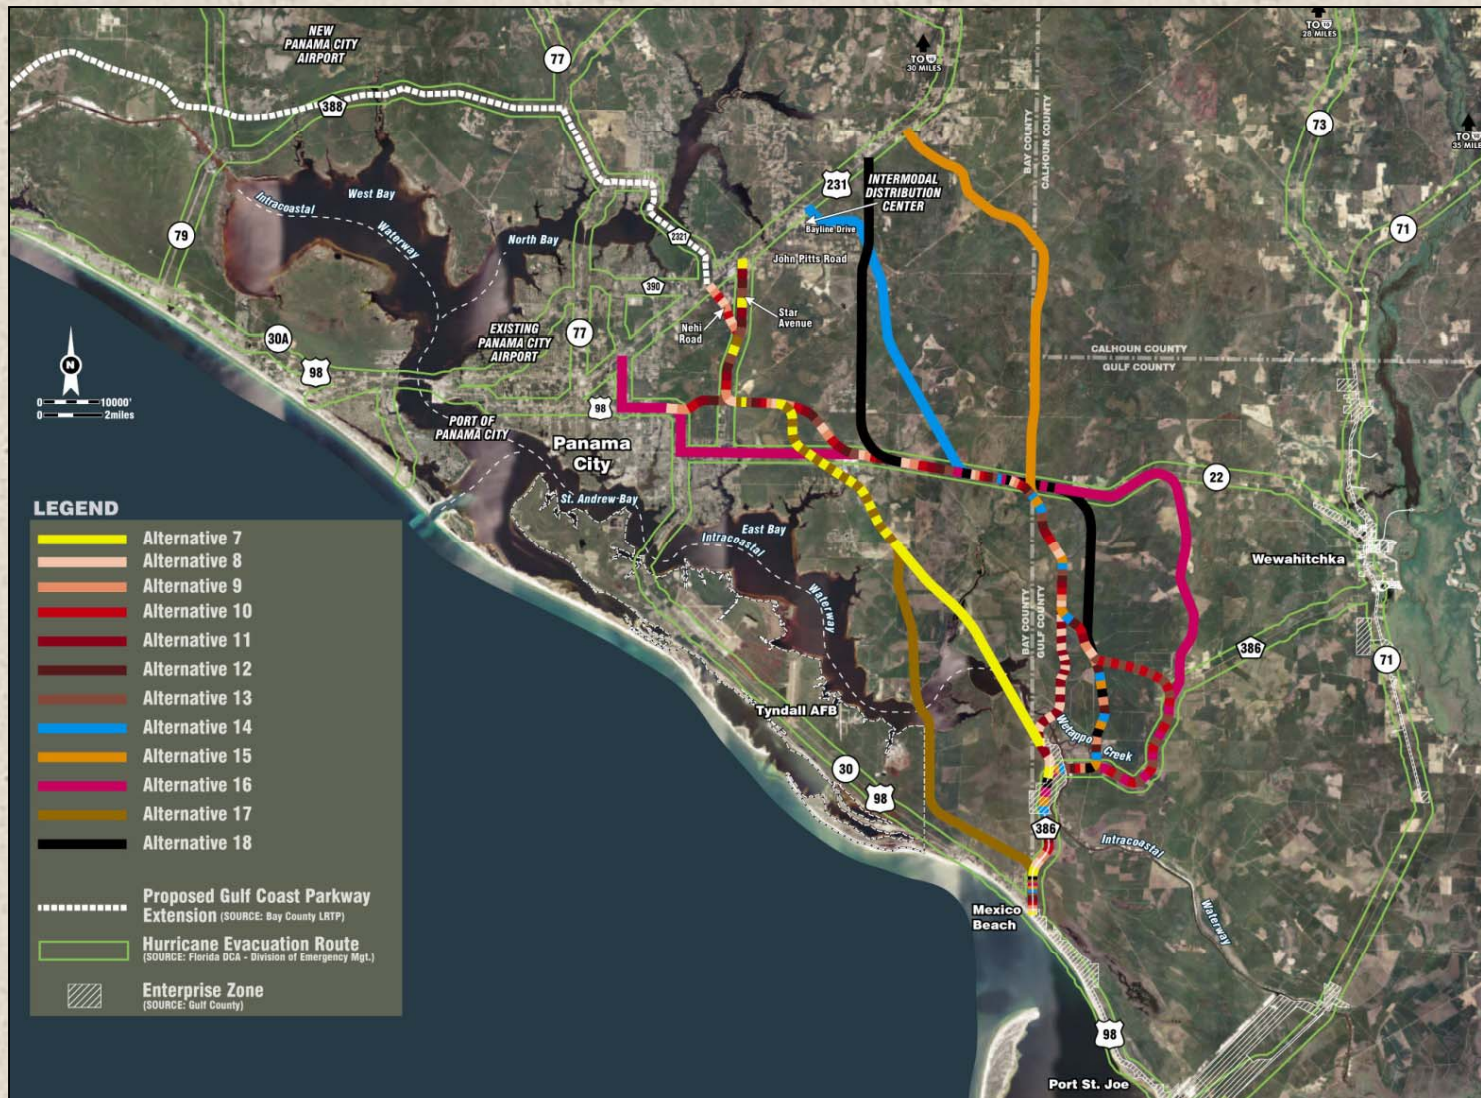 NEW
PANAMA CITY
AIRPORT
77
TO 10
30 MILES
TO 10
28 MILES
388
73
TO 10
35 MILES
BAY COUNTY
CALHOUN COUNTY
West Bay
Intracoastal
Waterway
231
INTERMODAL
DISTRIBUTION
CENTER
79
North Bay
2321
Bayline Drive
71
John Pitts Road
390
Star
Avenue
Nehi
Road
30A
EXISTING
PANAMA CITY
AIRPORT
77
98
CALHOUN COUNTY
GULF COUNTY
N
0 10000'
0 2miles
98
PORT OF
PANAMA CITY
Panama
City
22
St. Andrew Bay
East Bay
Intracoastal
Waterway
Wewahitchka
BAY COUNTY
GULF COUNTY
386
71
Tyndall AFB
Wetappo
Creek
30
98
386
Intracoastal
Waterway
Mexico
Beach
98
Port St. Joe
LEGEND
Alternative 7
Alternative 8
Alternative 9
Alternative 10
Alternative 11
Alternative 12
Alternative 13
Alternative 14
Alternative 15
Alternative 16
Alternative 17
Alternative 18
Proposed Gulf Coast Parkway
Extension (SOURCE: Bay County LRTP)
Hurricane Evacuation Route
(SOURCE: Florida DCA - Division of Emergency Mgt.)
Enterprise Zone
(SOURCE: Gulf County)